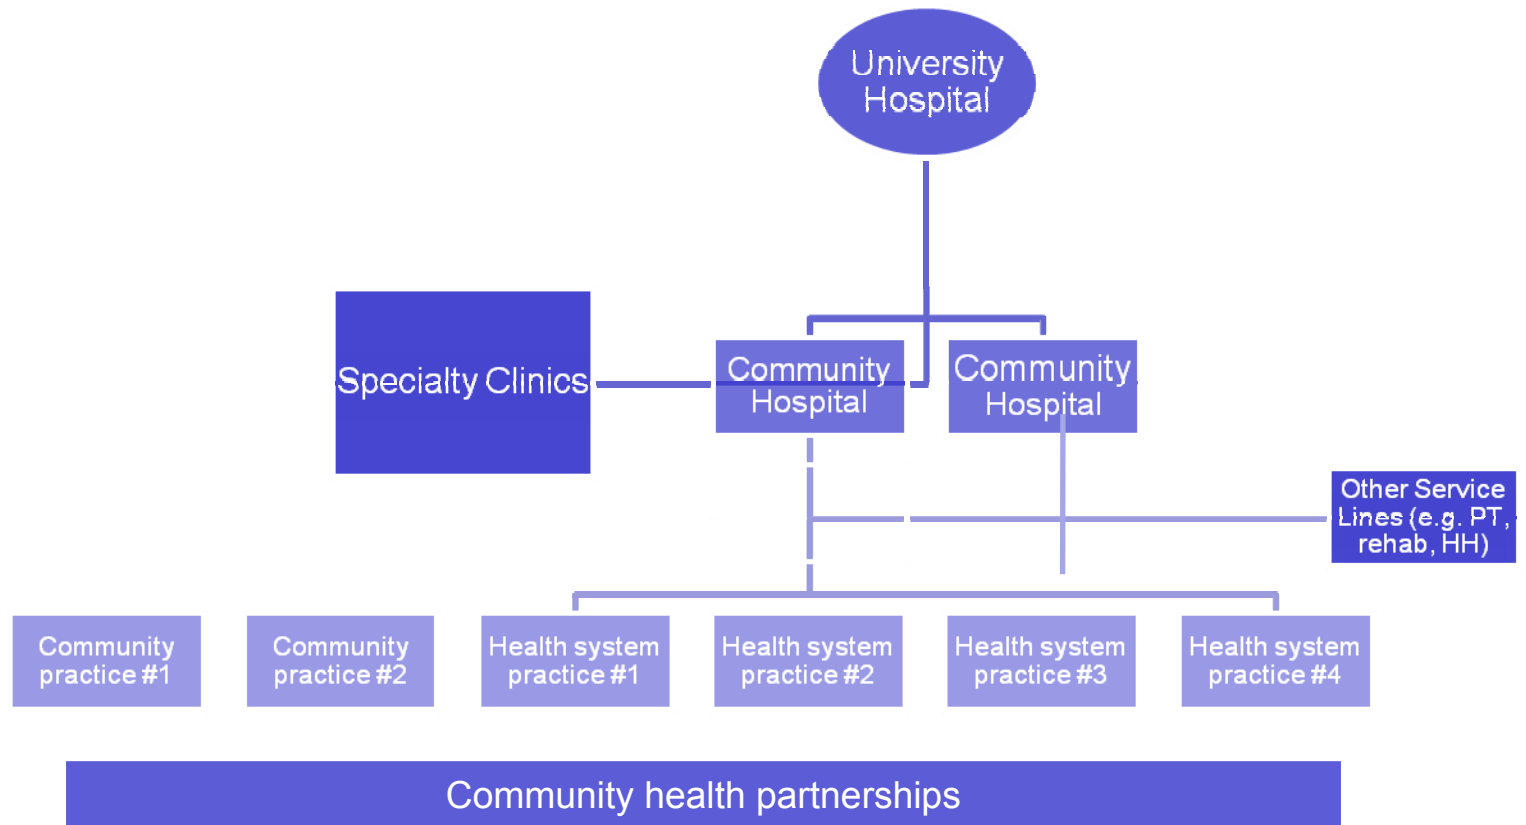 University
Hospital
Specialty Clinics
Community
Hospital
Community
Hospital
Other Service
Lines (e.g. PT,
rehab, HH)
Community
practice #1
Community
practice #2
Health system
practice #1
Health system
practice #2
Health system
practice #3
Health system
practice #4
Community health partnerships